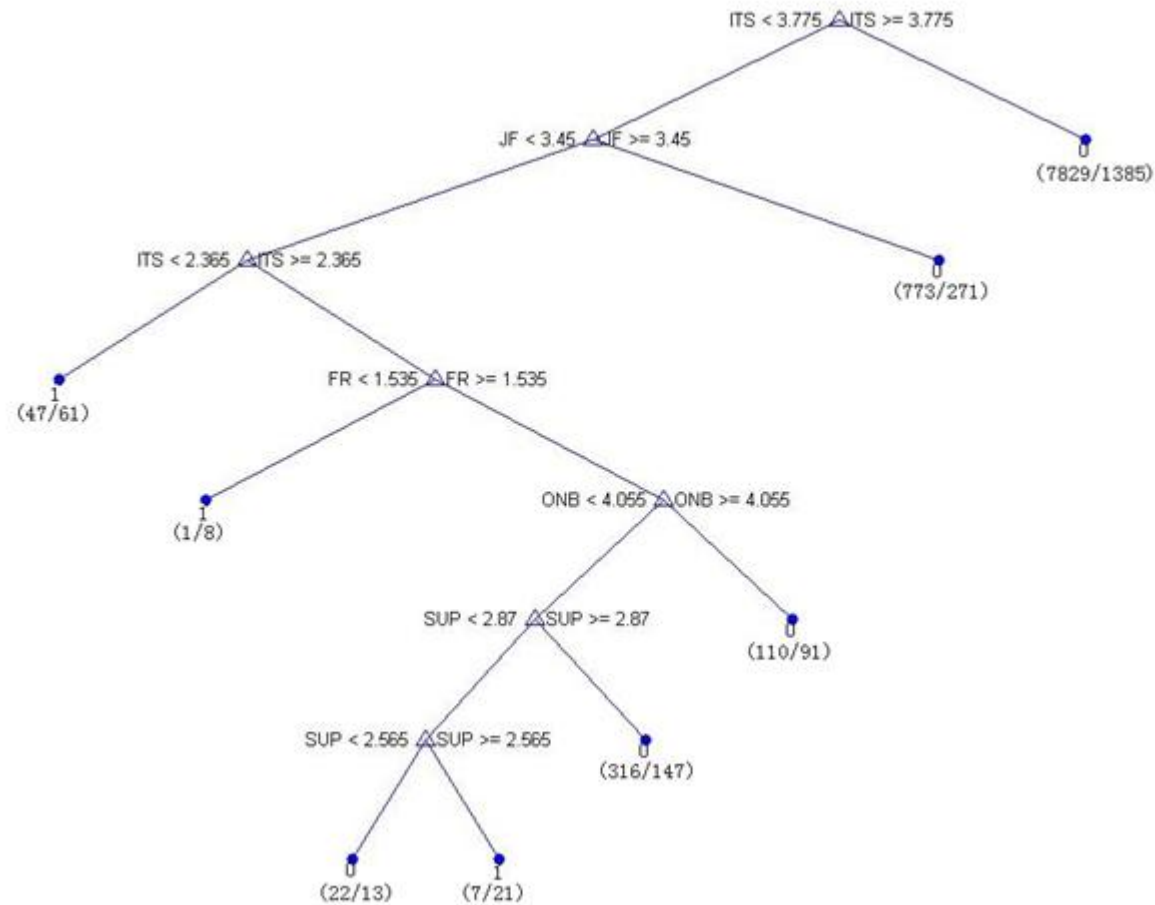 ITS < 3.775 ITS >= 3.775
JF < 3.45 JF >= 3.45
0
(7829/1385)
ITS < 2.365 ITS >= 2.365
0
(773/271)
FR < 1.535 FR >= 1.535
1
(47/61)
ONB < 4.055 ONB >= 4.055
1
(1/8)
SUP < 2.87 SUP >= 2.87
0
(110/91)
SUP < 2.565 SUP >= 2.565
0
(316/147)
0
(22/13)
1
(7/21)